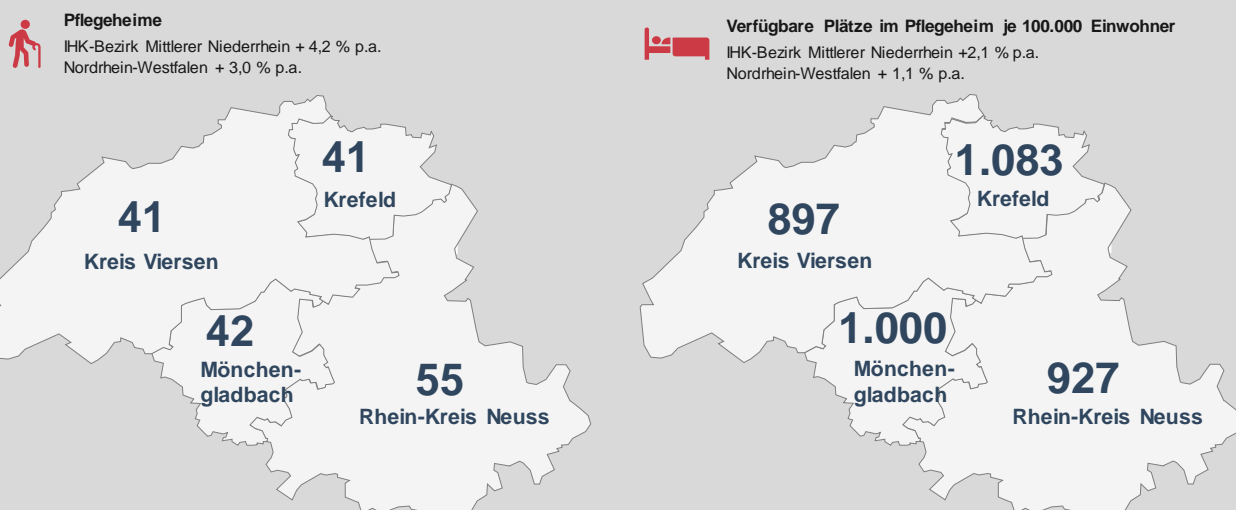 Pflegeheime
IHK-Bezirk Mittlerer Niederrhein + 4,2 % p.a.
Nordrhein-Westfalen + 3,0 % p.a.
41
Krefeld
41
Kreis Viersen
42
Mönchen-
gladbach
55
Rhein-Kreis Neuss
Verfügbare Plätze im Pflegeheim je 100.000 Einwohner
IHK-Bezirk Mittlerer Niederrhein +2,1 % p.a.
Nordrhein-Westfalen + 1,1 % p.a.
1.083
Krefeld
897
Kreis Viersen
1.000
Mönchen-
gladbach
927
Rhein-Kreis Neuss